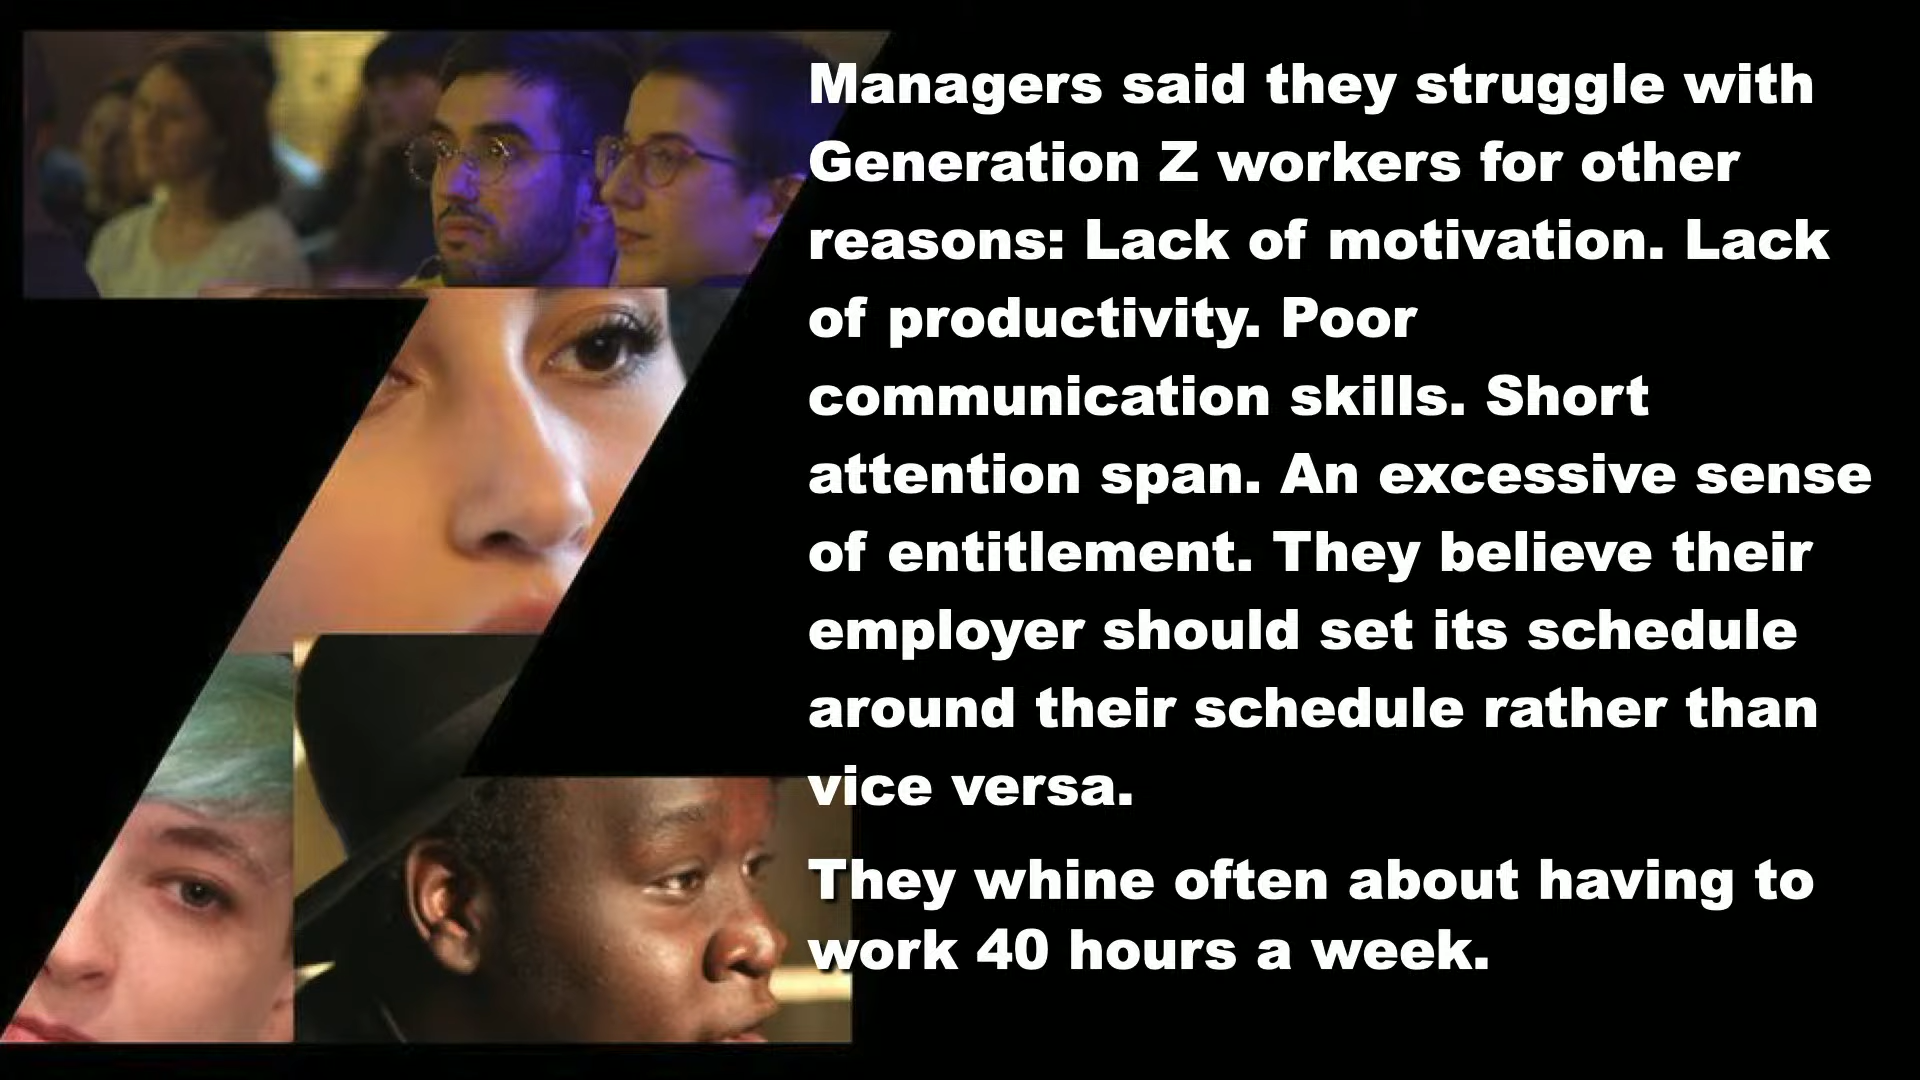 Managers said they struggle with
Generation Z workers for other
reasons: Lack of motivation. Lack
of productivity. Poor
communication skills. Short
attention span. An excessive sense
of entitlement. They believe their
employer should set its schedule
around their schedule rather than
vice versa.
They whine often about having to
work 40 hours a week.